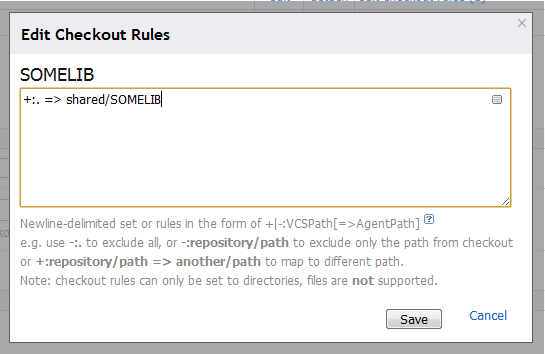 Edit Checkout Rules
SOMELIB
+:. => shared/SOMELIB
Newline-delimited set or rules in the form of +|-:VCSPath[=>AgentPath] ?
e.g. use -:. to exclude all, or -:repository/path to exclude only the path from checkout
or +:repository/path => another/path to map to different path.
Note: checkout rules can only be set to directories, files are not supported.
Save
Cancel